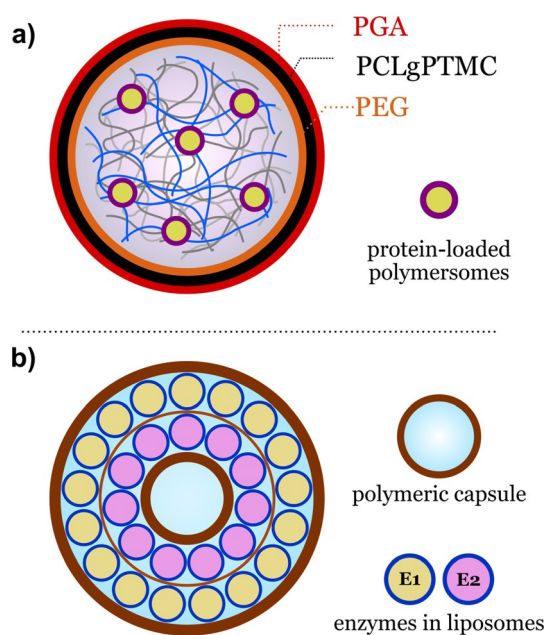 a)
PGA
PCLgPTMC
PEG
protein-loaded
polymersomes
b)
polymeric capsule
E1 E2
enzymes in liposomes